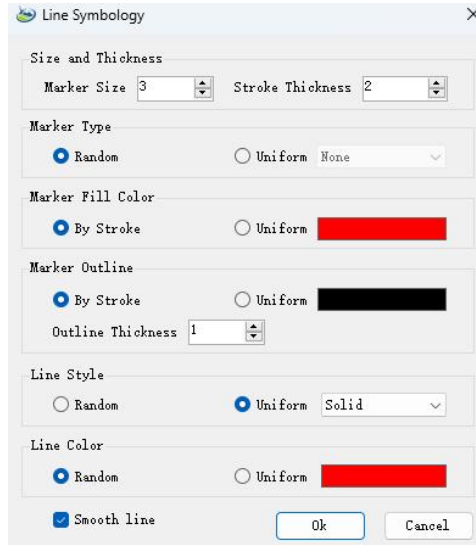 Line Symbology
Size and Thickness
Marker Size 3 Stroke Thickness 2
Marker Type
Random Uniform None
Marker Fill Color
By Stroke Uniform
Marker Outline
By Stroke Uniform
Outline Thickness 1
Line Style
Random Uniform Solid
Line Color
Random Uniform
Smooth line Ok Cancel